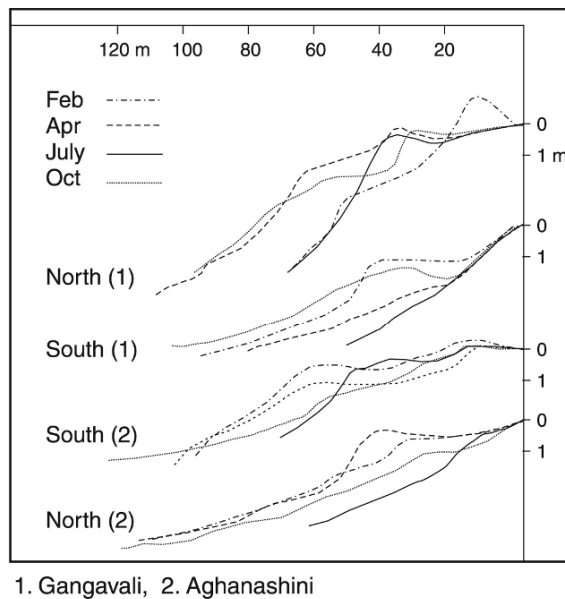 120 m 100 80 60 40 20
Feb
Apr
July
Oct
0
1 m
0
1
North (1)
South (1)
0
1
South (2)
0
1
North (2)
1. Gangavali, 2. Aghanashini